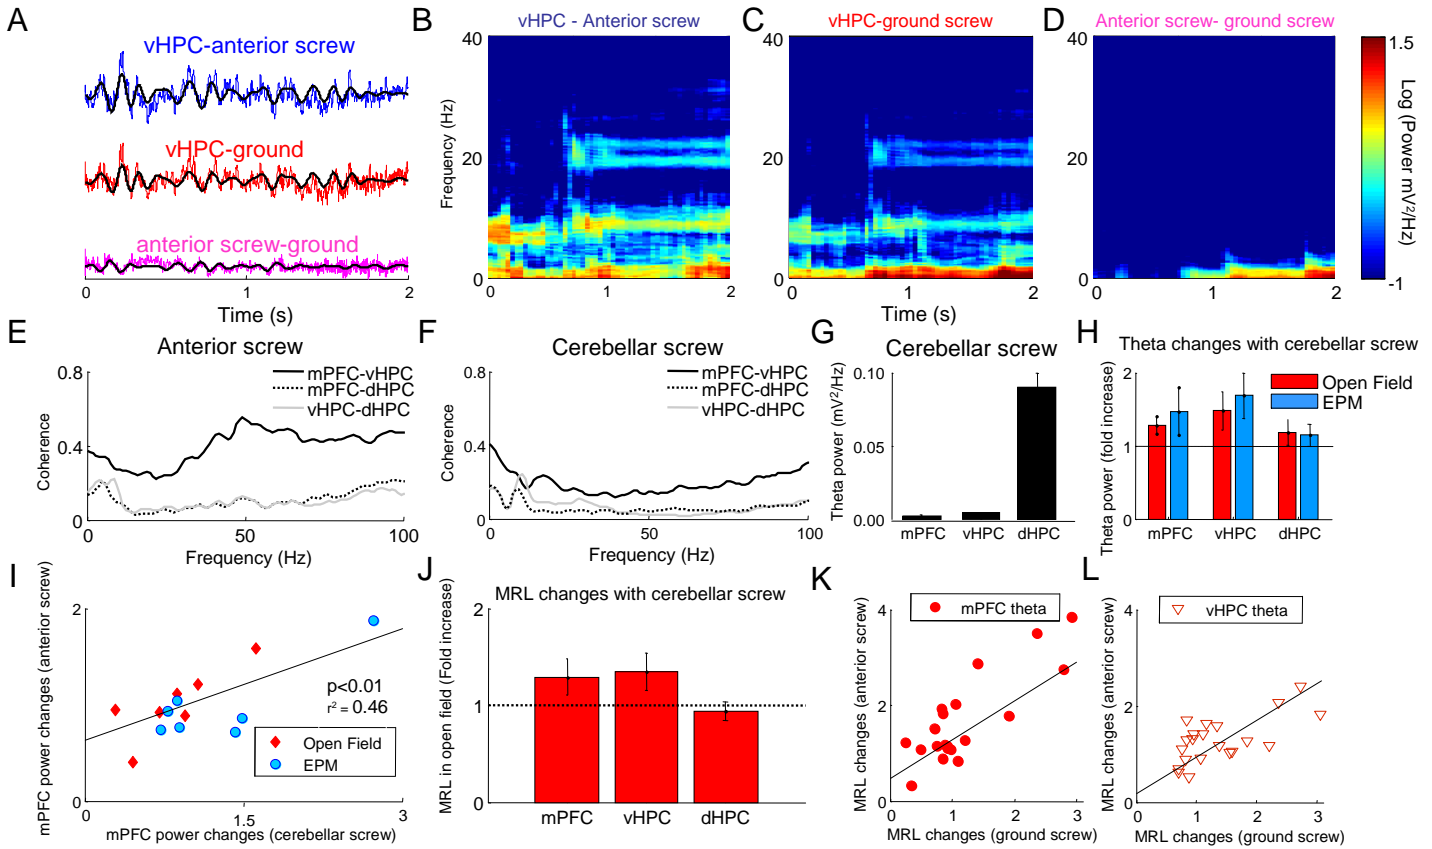 A
vHPC-anterior screw
vHPC-ground
anterior screw-ground
0 1 2
Time (s)
B
vHPC - Anterior screw
40
20
0
Frequency (Hz)
0 1 2
C
vHPC-ground screw
40
20
0
0 1 2
Time (s)
D
Anterior screw- ground screw
40
20
0
0 1 2
1.5
-1
Log (Power mV²/Hz)
E
Anterior screw
mPFC-vHPC
mPFC-dHPC
vHPC-dHPC
0.8
0.4
0
Coherence
0 50 100
Frequency (Hz)
F
Cerebellar screw
mPFC-vHPC
mPFC-dHPC
vHPC-dHPC
0.8
0.4
0
Coherence
0 50 100
Frequency (Hz)
G
Cerebellar screw
0.10
0.05
0.00
Theta power (mV²/Hz)
mPFC vHPC dHPC
H
Theta changes with cerebellar screw
Open Field
EPM
2
1
0
Theta power (fold increase)
mPFC vHPC dHPC
I
2
1
0
mPFC power changes (anterior screw)
p<0.01
r² = 0.46
Open Field
EPM
0 1.5 3
mPFC power changes (cerebellar screw)
J
MRL changes with cerebellar screw
2
1
0
MRL in open field (Fold increase)
mPFC vHPC dHPC
K
mPFC theta
4
2
0
MRL changes (anterior screw)
0 1 2 3
MRL changes (ground screw)
L
vHPC theta
4
2
0
MRL changes (anterior screw)
0 1 2 3
MRL changes (ground screw)